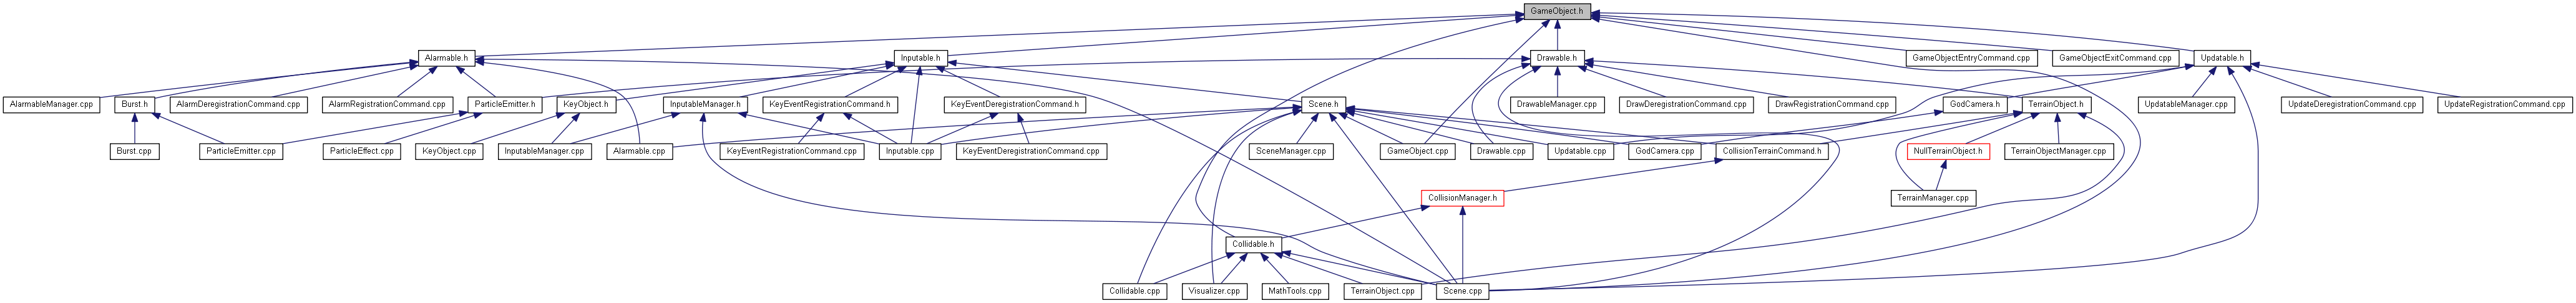 GameObject.h
Alarmable.h
Inputable.h
Drawable.h
GameObjectEntryCommand.cpp
GameObjectExitCommand.cpp
Updatable.h
AlarmableManager.cpp
Burst.h
AlarmDeregistrationCommand.cpp
AlarmRegistrationCommand.cpp
ParticleEmitter.h
KeyObject.h
InputableManager.h
KeyEventRegistrationCommand.h
KeyEventDeregistrationCommand.h
Scene.h
DrawableManager.cpp
DrawDeregistrationCommand.cpp
DrawRegistrationCommand.cpp
GodCamera.h
TerrainObject.h
UpdatableManager.cpp
UpdateDeregistrationCommand.cpp
UpdateRegistrationCommand.cpp
Burst.cpp
ParticleEmitter.cpp
ParticleEffect.cpp
KeyObject.cpp
InputableManager.cpp
Alarmable.cpp
KeyEventRegistrationCommand.cpp
Inputable.cpp
KeyEventDeregistrationCommand.cpp
SceneManager.cpp
GameObject.cpp
Drawable.cpp
Updatable.cpp
GodCamera.cpp
CollisionTerrainCommand.h
NullTerrainObject.h
TerrainObjectManager.cpp
CollisionManager.h
TerrainManager.cpp
Collidable.h
Collidable.cpp
Visualizer.cpp
MathTools.cpp
TerrainObject.cpp
Scene.cpp